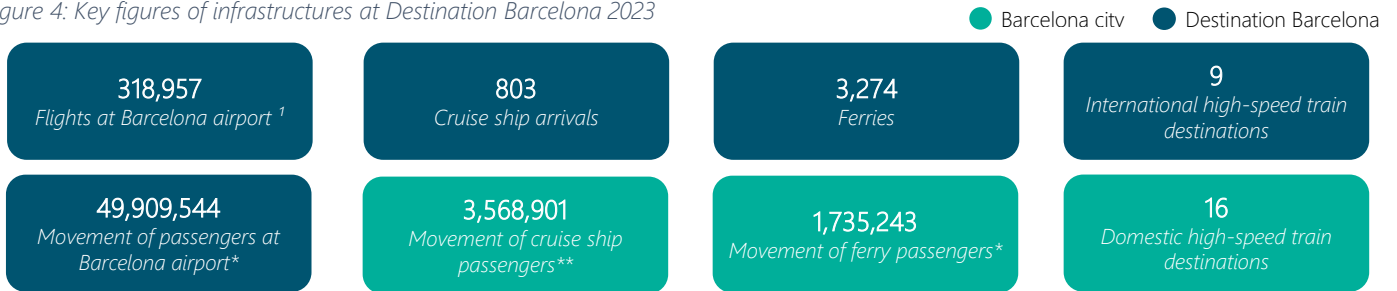 gure 4: Key figures of infrastructures at Destination Barcelona 2023
Barcelona city
Destination Barcelona
318,957
Flights at Barcelona airport ¹
803
Cruise ship arrivals
3,274
Ferries
9
International high-speed train
destinations
49,909,544
Movement of passengers at
Barcelona airport*
3,568,901
Movement of cruise ship
passengers**
1,735,243
Movement of ferry passengers*
16
Domestic high-speed train
destinations